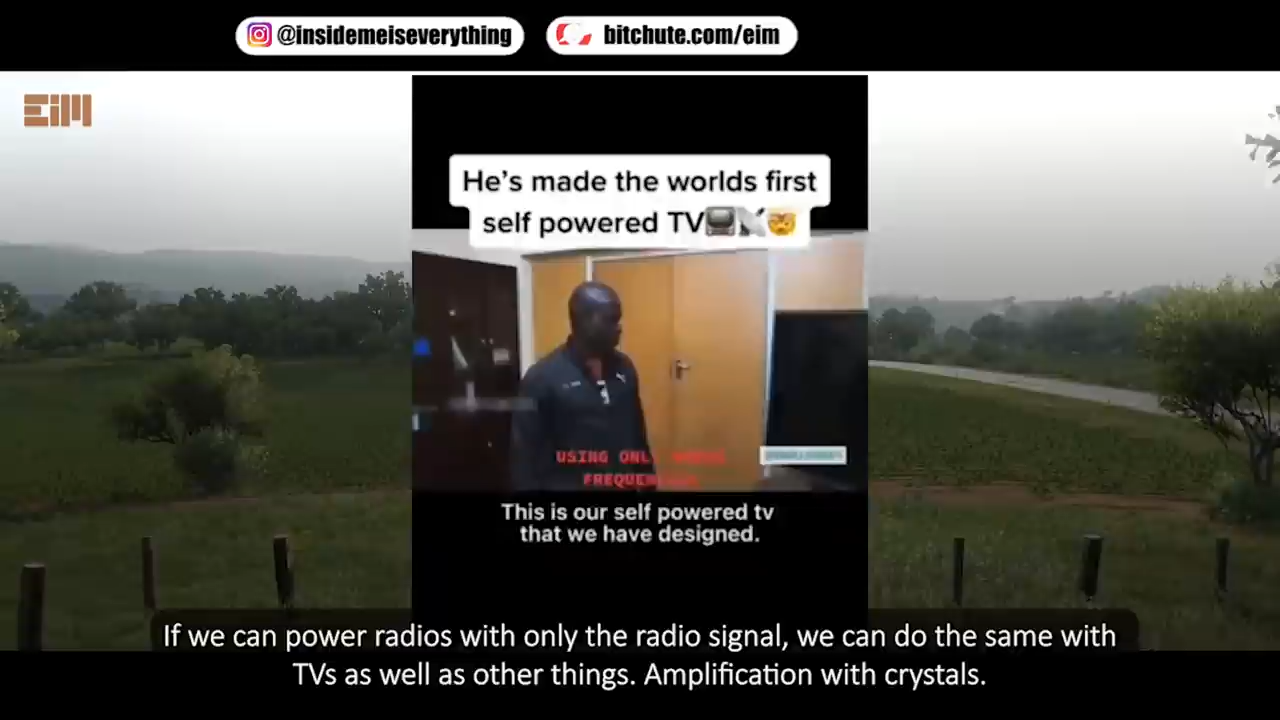 @insidemeiseverything
bitchute.com/eim
EIM
He's made the worlds first
self powered TV
USING ONLY
This is our self powered tv
that we have designed.
If we can power radios with only the radio signal, we can do the same with
TVs as well as other things. Amplification with crystals.